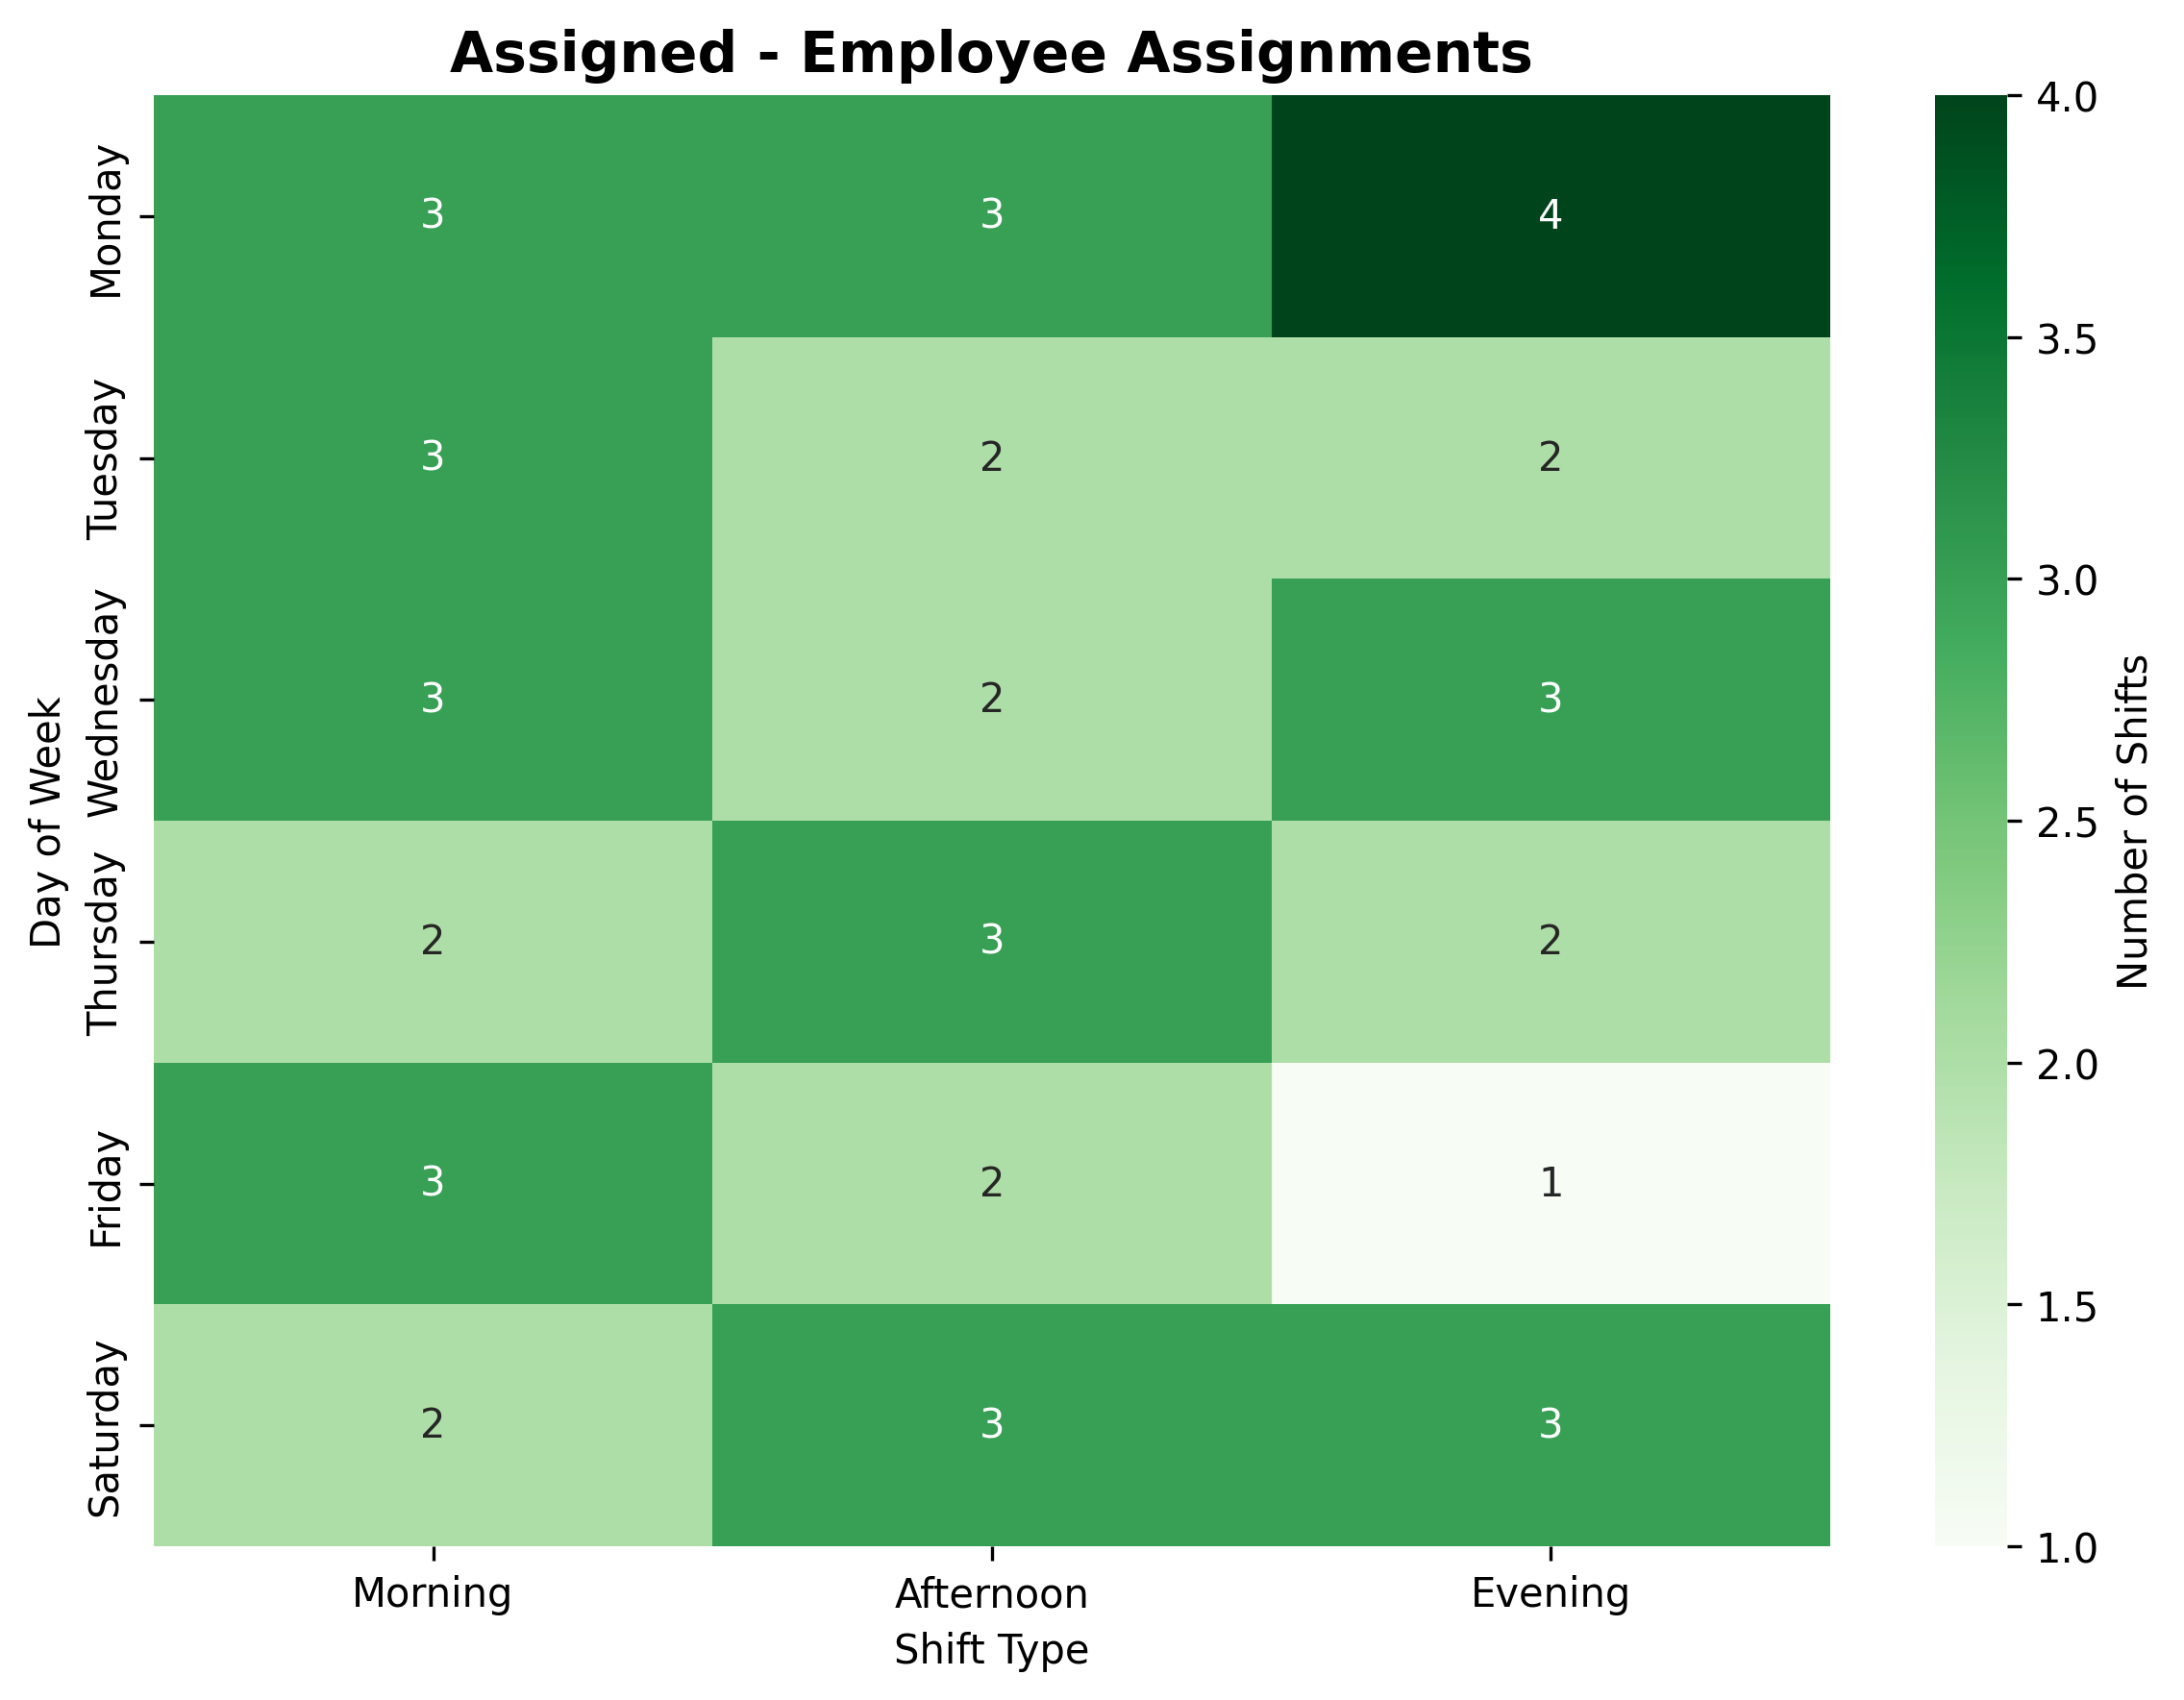 Assigned - Employee Assignments
Monday 3 3 4
Tuesday 3 2 2
Wednesday 3 2 3
Thursday 2 3 2
Friday 3 2 1
Saturday 2 3 3
Morning Afternoon Evening
Shift Type
Day of Week
4.0
3.5
3.0
2.5
2.0
1.5
1.0
Number of Shifts